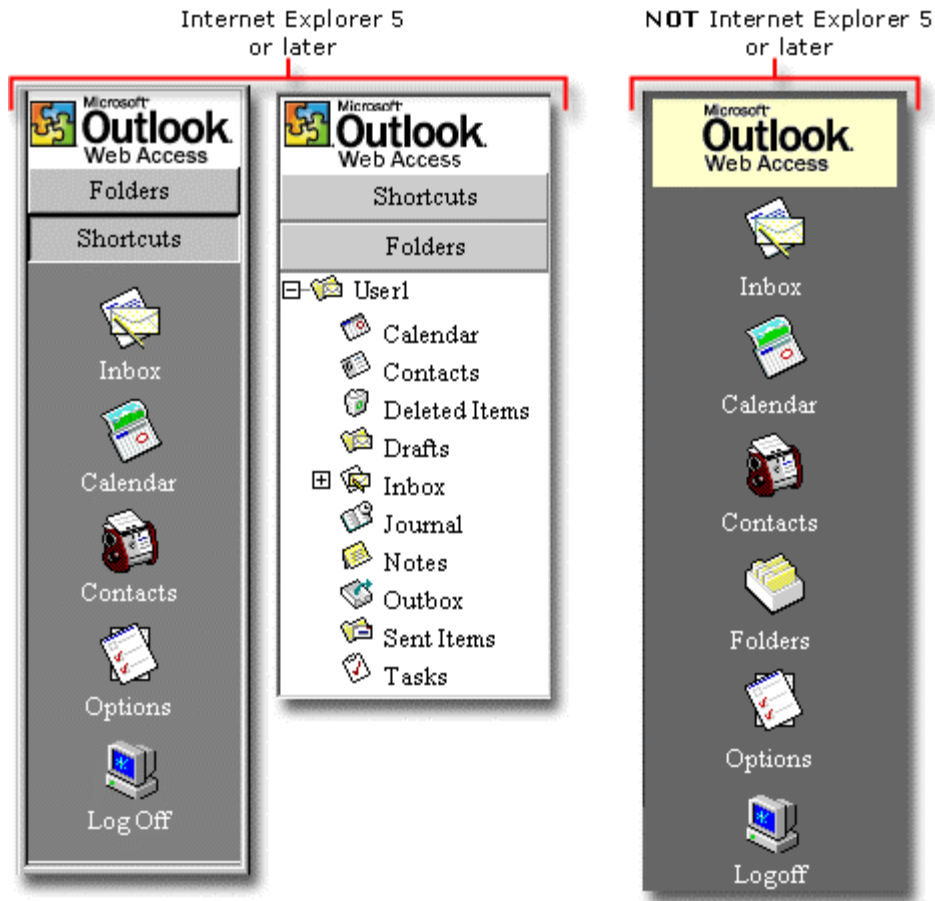 Internet Explorer 5
or later
Microsoft
Outlook.
Web Access
Folders
Shortcuts
Inbox
Calendar
Contacts
Options
Log Off
Microsoft
Outlook.
Web Access
Shortcuts
Folders
User1
Calendar
Contacts
Deleted Items
Drafts
Inbox
Journal
Notes
Outbox
Sent Items
Tasks
NOT Internet Explorer 5
or later
Microsoft
Outlook.
Web Access
Inbox
Calendar
Contacts
Folders
Options
Logoff